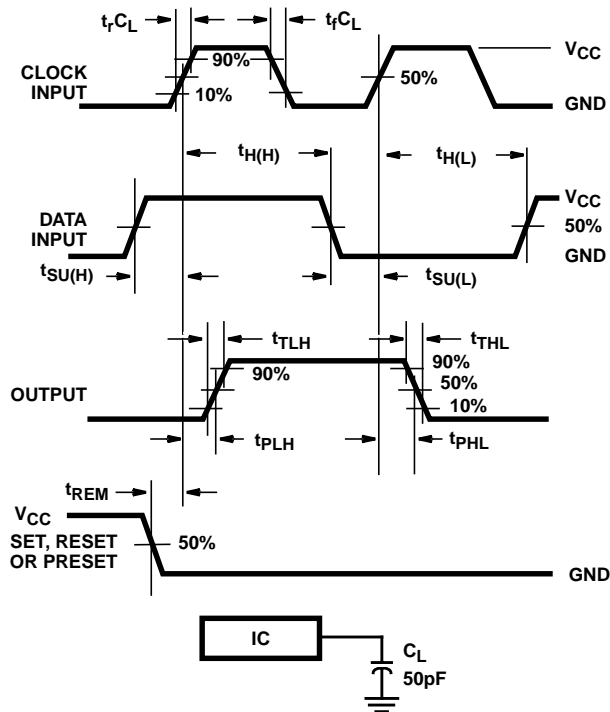 trCL tfCL
VCC
90%
CLOCK
INPUT
50%
10%
GND
tH(H) tH(L)
VCC
DATA
INPUT
50%
GND
tSU(H) tSU(L)
tTLH tTHL
90% 90%
OUTPUT
50%
10%
tPLH tPHL
tREM
VCC
SET, RESET
OR PRESET
50%
GND
IC
CL
50pF